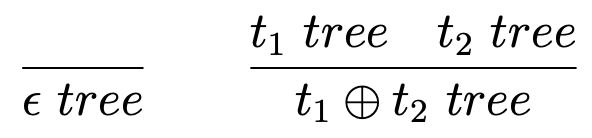 t₁ tree t₂ tree
ϵ tree
t₁ ⊕ t₂ tree